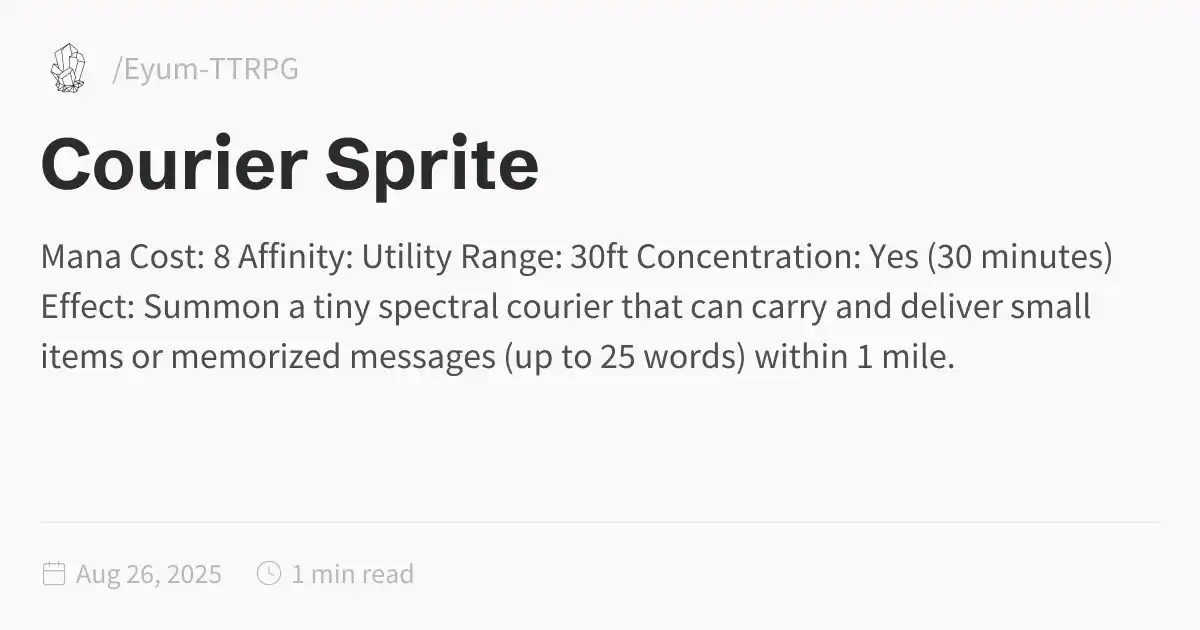 /Eyum-TTRPG
Courier Sprite
Mana Cost: 8 Affinity: Utility Range: 30ft Concentration: Yes (30 minutes)
Effect: Summon a tiny spectral courier that can carry and deliver small
items or memorized messages (up to 25 words) within 1 mile.
Aug 26, 2025 1 min read